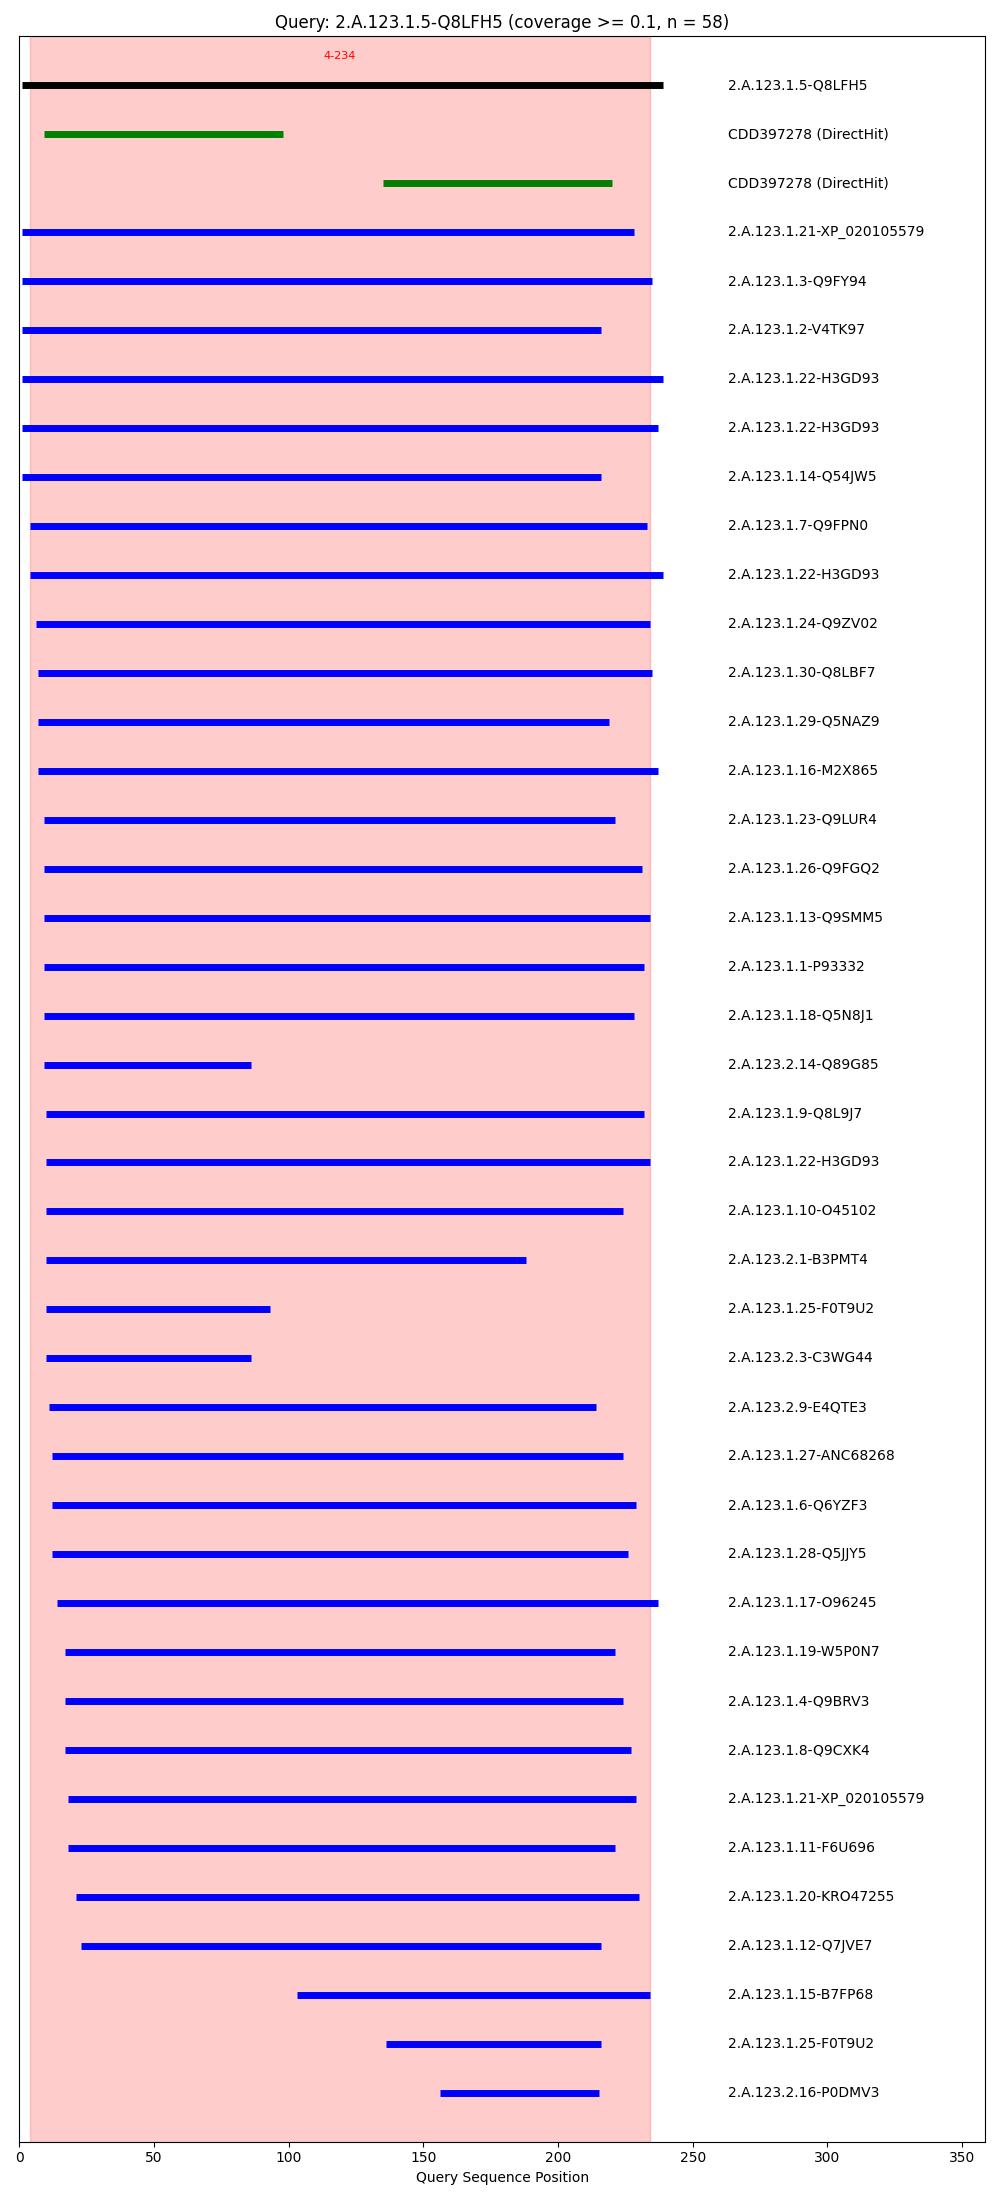 Query: 2.A.123.1.5-Q8LFH5 (coverage >= 0.1, n = 58)
4-234
2.A.123.1.5-Q8LFH5
CDD397278 (DirectHit)
CDD397278 (DirectHit)
2.A.123.1.21-XP_020105579
2.A.123.1.3-Q9FY94
2.A.123.1.2-V4TK97
2.A.123.1.22-H3GD93
2.A.123.1.22-H3GD93
2.A.123.1.14-Q54JW5
2.A.123.1.7-Q9FPN0
2.A.123.1.22-H3GD93
2.A.123.1.24-Q9ZV02
2.A.123.1.30-Q8LBF7
2.A.123.1.29-Q5NAZ9
2.A.123.1.16-M2X865
2.A.123.1.23-Q9LUR4
2.A.123.1.26-Q9FGQ2
2.A.123.1.13-Q9SMM5
2.A.123.1.1-P93332
2.A.123.1.18-Q5N8J1
2.A.123.2.14-Q89G85
2.A.123.1.9-Q8L9J7
2.A.123.1.22-H3GD93
2.A.123.1.10-O45102
2.A.123.2.1-B3PMT4
2.A.123.1.25-F0T9U2
2.A.123.2.3-C3WG44
2.A.123.2.9-E4QTE3
2.A.123.1.27-ANC68268
2.A.123.1.6-Q6YZF3
2.A.123.1.28-Q5JJY5
2.A.123.1.17-O96245
2.A.123.1.19-W5P0N7
2.A.123.1.4-Q9BRV3
2.A.123.1.8-Q9CXK4
2.A.123.1.21-XP_020105579
2.A.123.1.11-F6U696
2.A.123.1.20-KRO47255
2.A.123.1.12-Q7JVE7
2.A.123.1.15-B7FP68
2.A.123.1.25-F0T9U2
2.A.123.2.16-P0DMV3
0 50 100 150 200 250 300 350
Query Sequence Position